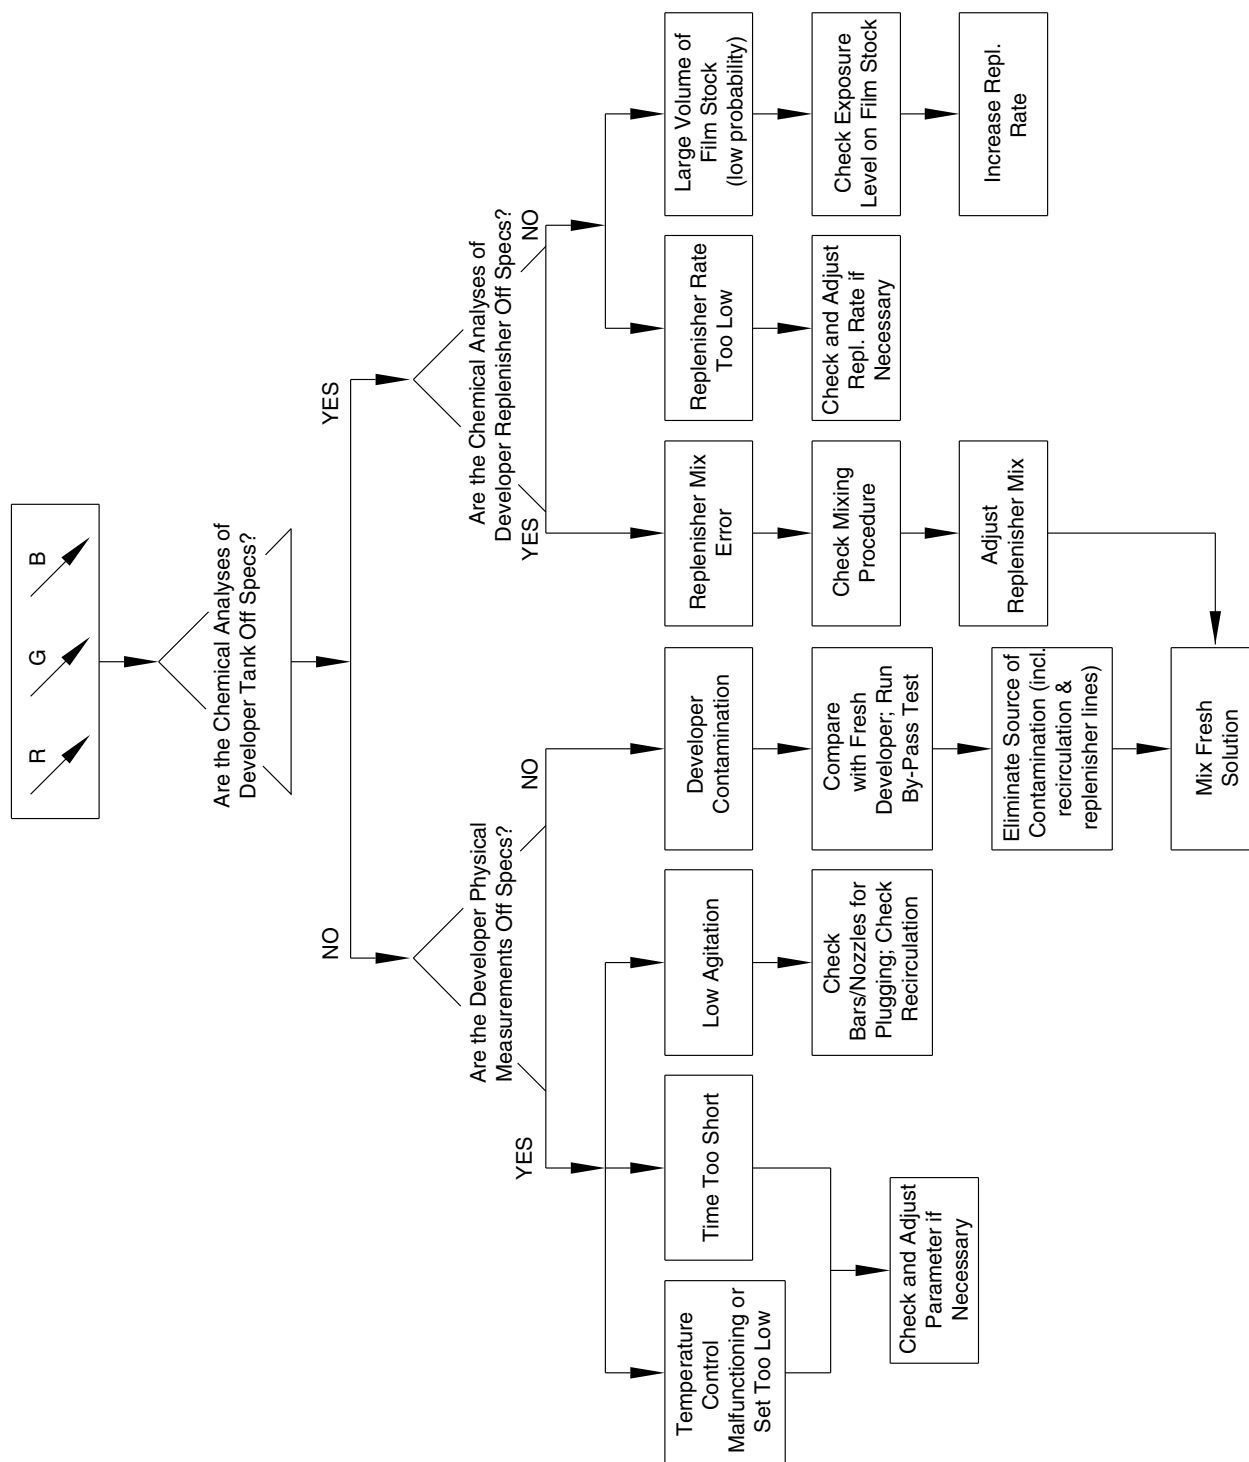 R
G
B
Are the Chemical Analyses of
Developer Tank Off Specs?
NO
YES
Are the Developer Physical
Measurements Off Specs?
Are the Chemical Analyses of
Developer Replenisher Off Specs?
YES
NO
YES
NO
Temperature
Control
Malfunctioning or
Set Too Low
Time Too Short
Low Agitation
Developer
Contamination
Replenisher Mix
Error
Replenisher Rate
Too Low
Large Volume of
Film Stock
(low probability)
Check
Bars/Nozzles for
Plugging; Check
Recirculation
Compare
with Fresh
Developer; Run
By-Pass Test
Check Mixing
Procedure
Check and Adjust
Repl. Rate if
Necessary
Check Exposure
Level on Film Stock
Check and Adjust
Parameter if
Necessary
Eliminate Source of
Contamination (incl.
recirculation &
replenisher lines)
Adjust
Replenisher Mix
Increase Repl.
Rate
Mix Fresh
Solution